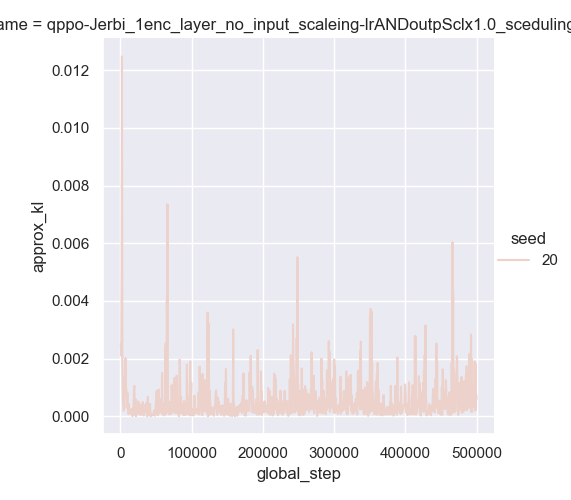 ame = qppo-Jerbi_1enc_layer_no_input_scaleing-lrANDoutpSclx1.0_sceduling
0.012
0.010
0.008
0.006
0.004
0.002
0.000
approx_kl
0 100000 200000 300000 400000 500000
global_step
seed
20